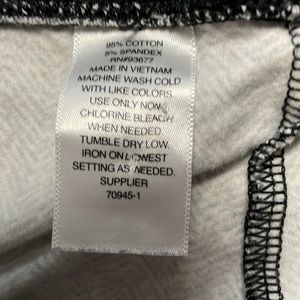 95% COTTON
5% SPANDEX
RN#93677
MADE IN VIETNAM
MACHINE WASH COLD
WITH LIKE COLORS
USE ONLY NON-
CHLORINE BLEACH
WHEN NEEDED.
TUMBLE DRY LOW.
IRON ON LOWEST
SETTING AS NEEDED.
SUPPLIER
70945-1